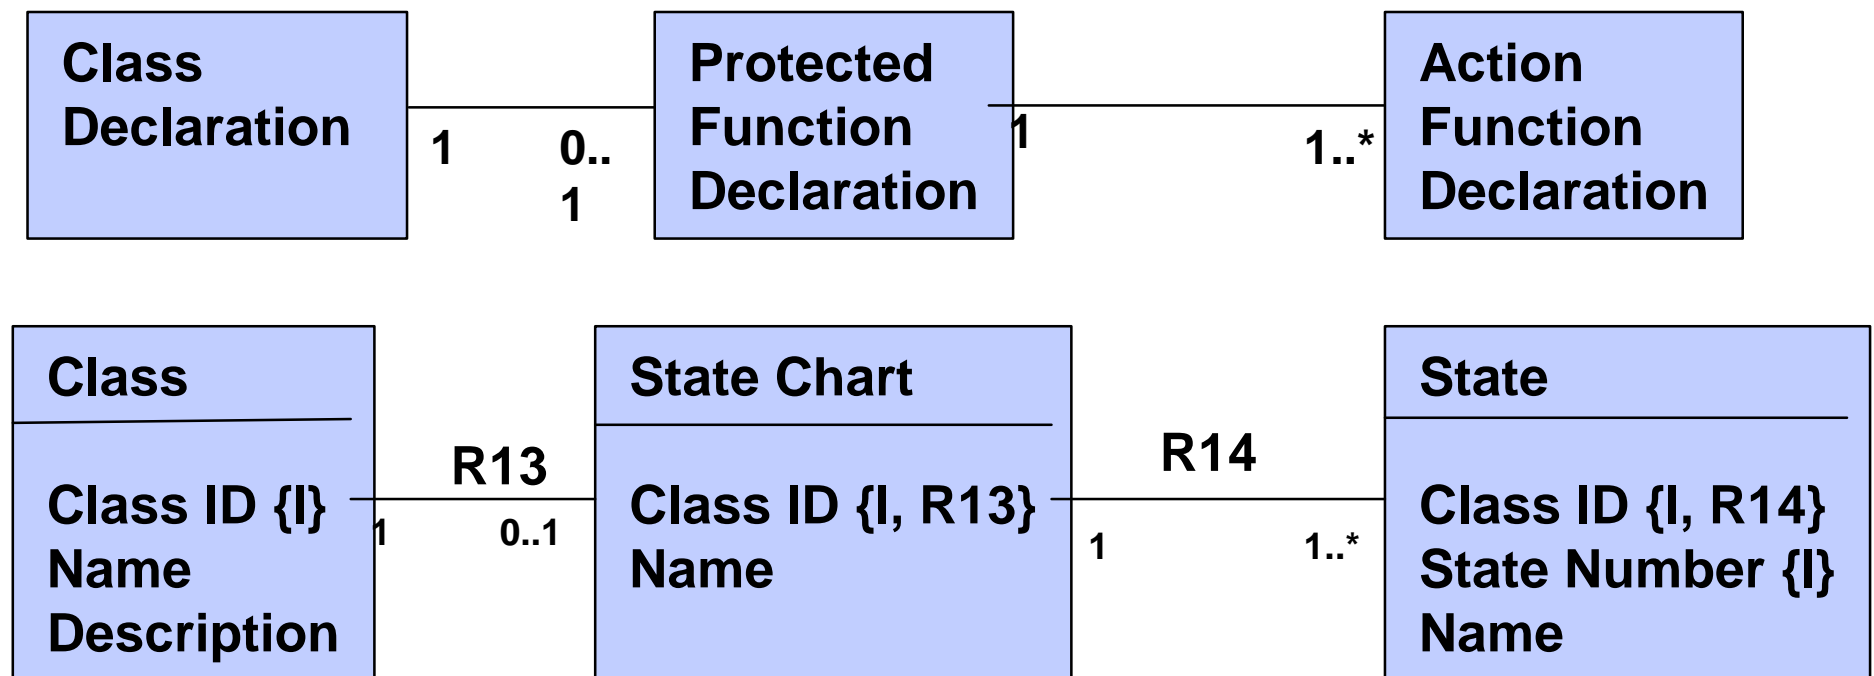 Class
Declaration
1
0..
1
Protected
Function
Declaration
1
1..*
Action
Function
Declaration
Class
Class ID {I}
Name
Description
R13
1
0..1
State Chart
Class ID {I, R13}
Name
R14
1
1..*
State
Class ID {I, R14}
State Number {I}
Name